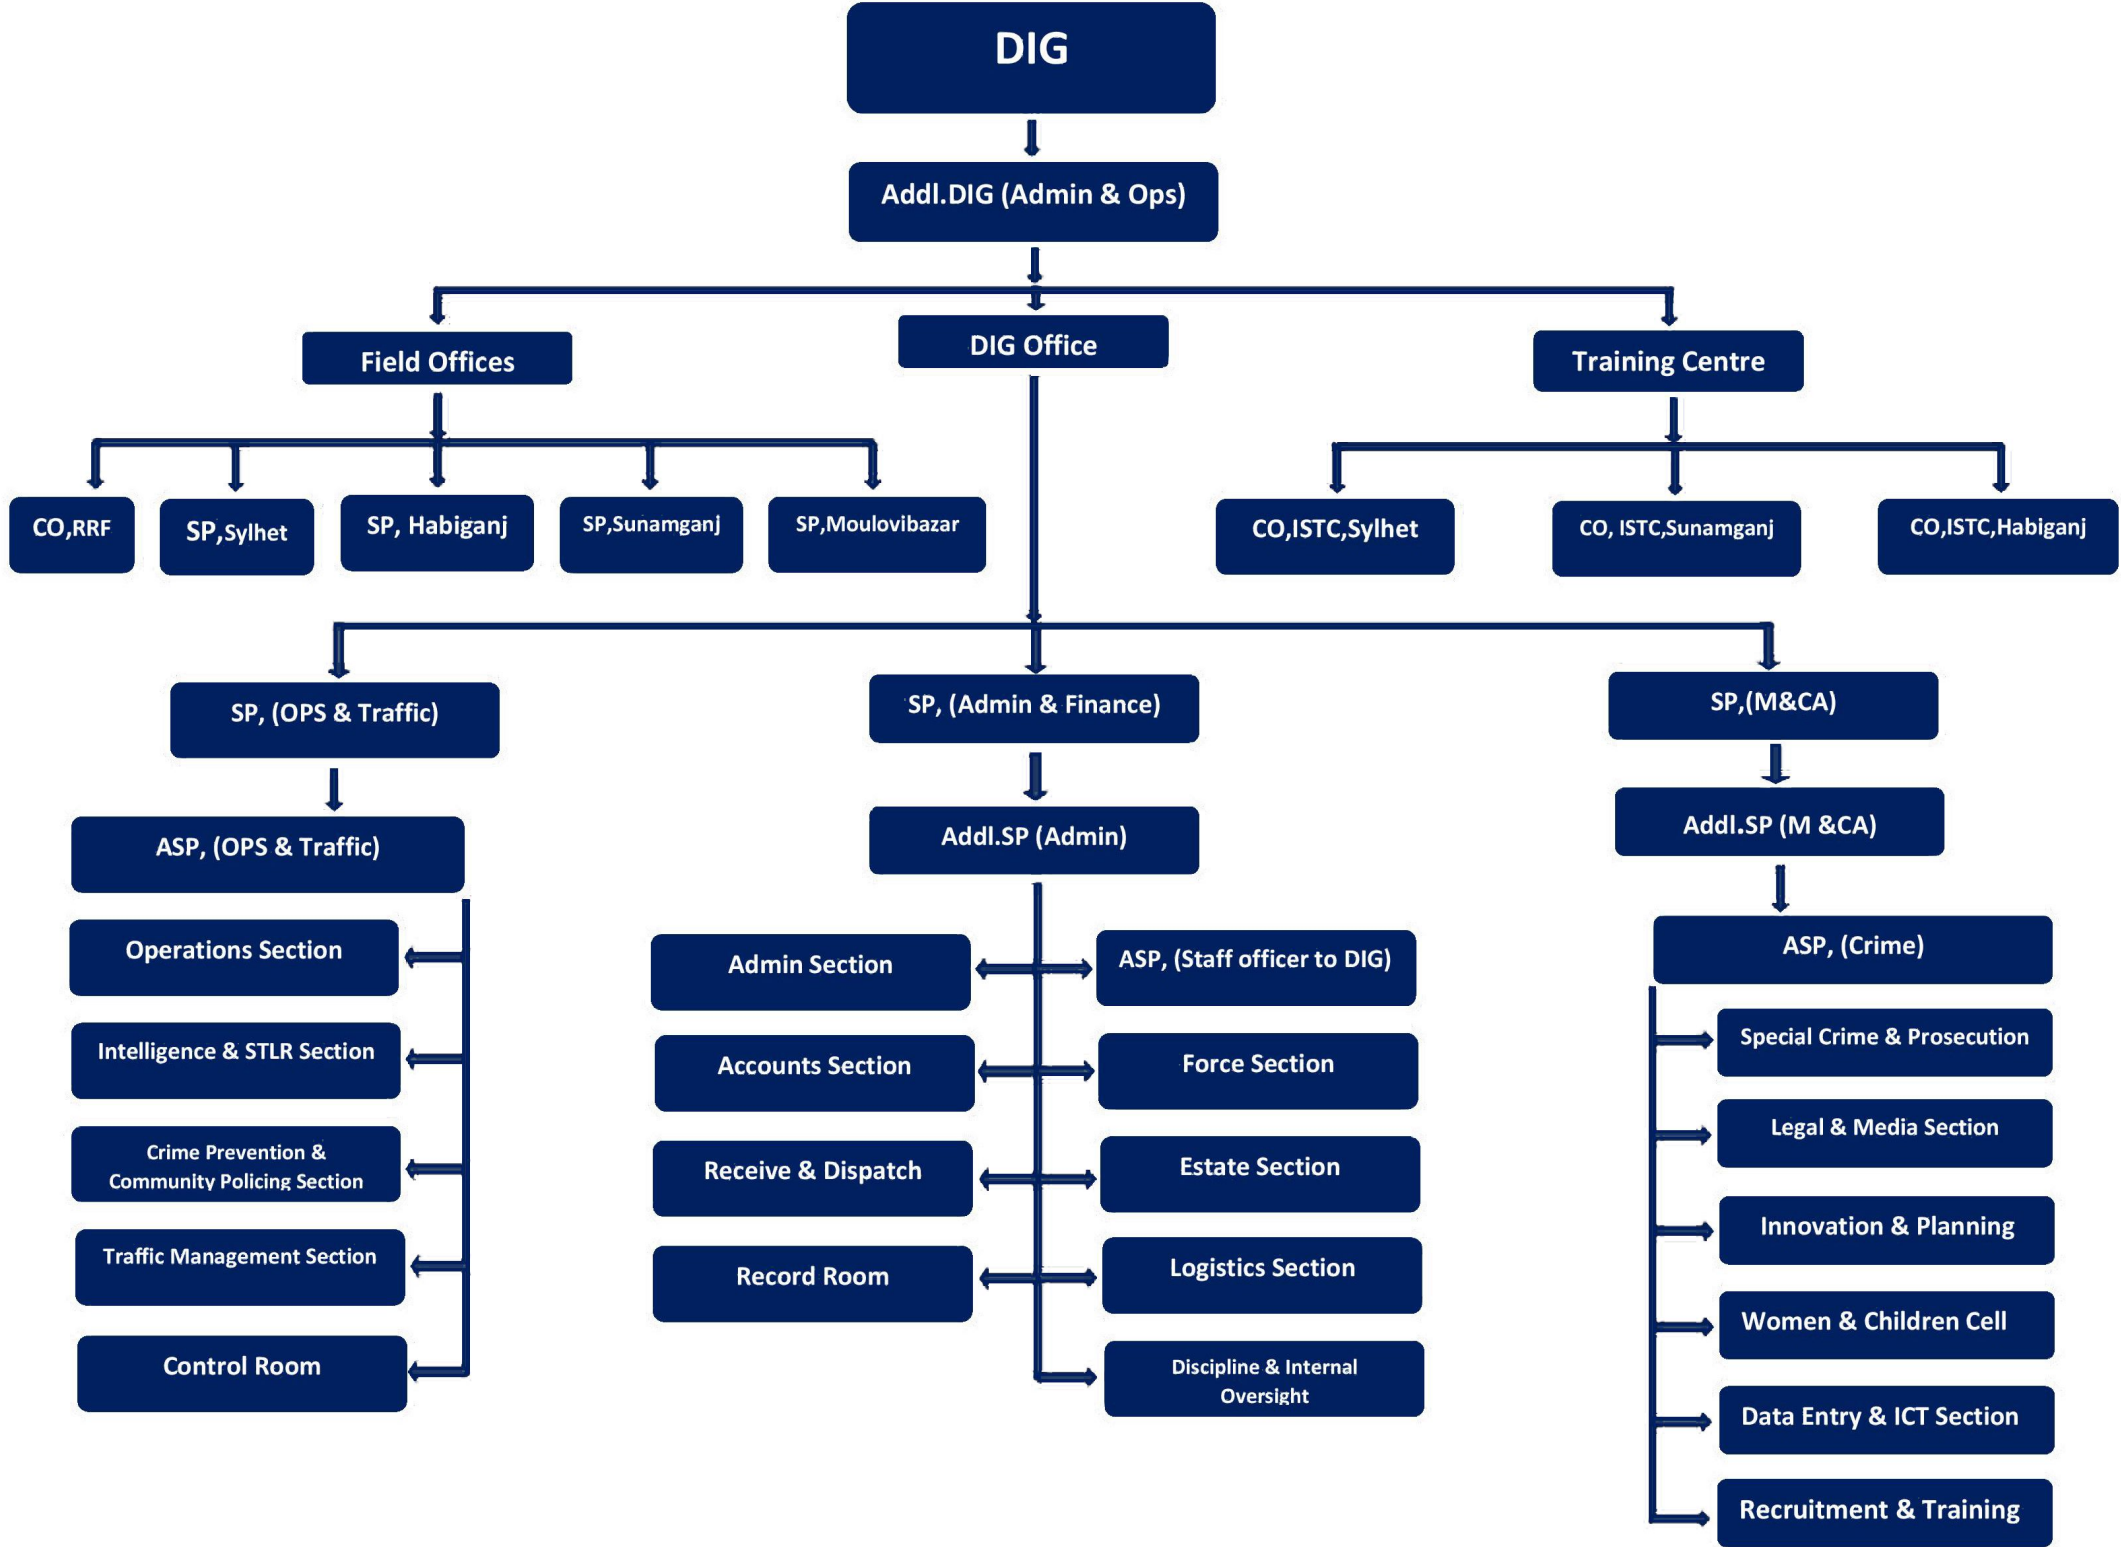 DIG
Addl.DIG (Admin & Ops)
Field Offices
DIG Office
Training Centre
CO,RRF
SP,Sylhet
SP, Habiganj
SP,Sunamganj
SP,Moulovibazar
CO,ISTC,Sylhet
CO, ISTC,Sunamganj
CO,ISTC,Habiganj
SP, (OPS & Traffic)
SP, (Admin & Finance)
SP,(M&CA)
ASP, (OPS & Traffic)
Addl.SP (Admin)
Addl.SP (M &CA)
ASP, (Crime)
Operations Section
Intelligence & STLR Section
Crime Prevention &
Community Policing Section
Traffic Management Section
Control Room
Admin Section
ASP, (Staff officer to DIG)
Accounts Section
Force Section
Receive & Dispatch
Estate Section
Record Room
Logistics Section
Discipline & Internal
Oversight
Special Crime & Prosecution
Legal & Media Section
Innovation & Planning
Women & Children Cell
Data Entry & ICT Section
Recruitment & Training